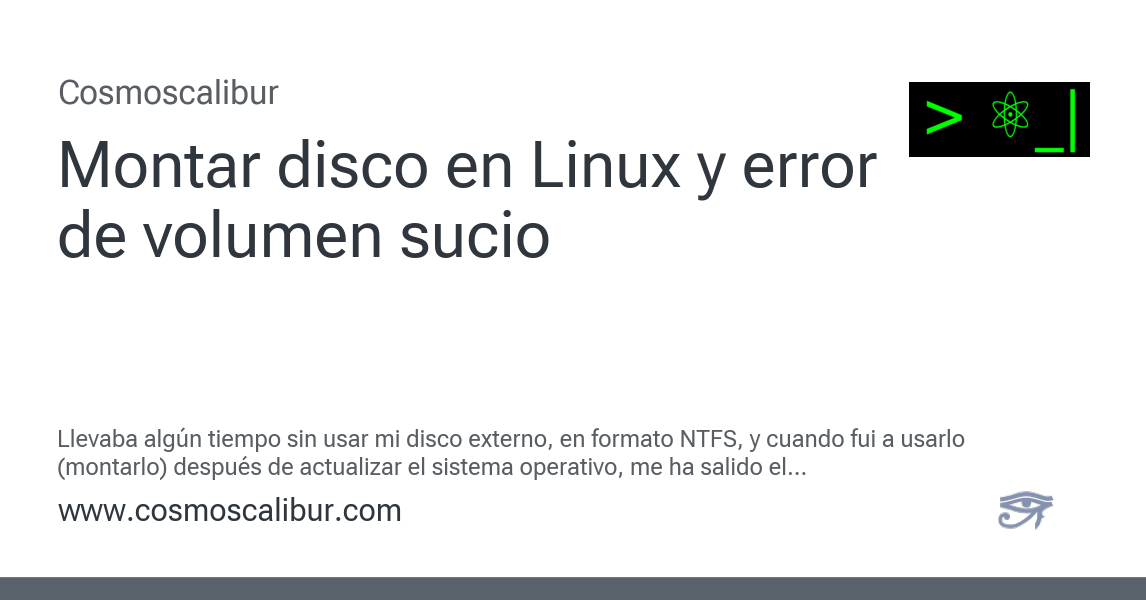 Cosmoscalibur
Montar disco en Linux y error
de volumen sucio
Llevaba algún tiempo sin usar mi disco externo, en formato NTFS, y cuando fui a usarlo
(montarlo) después de actualizar el sistema operativo, me ha salido el...
www.cosmoscalibur.com